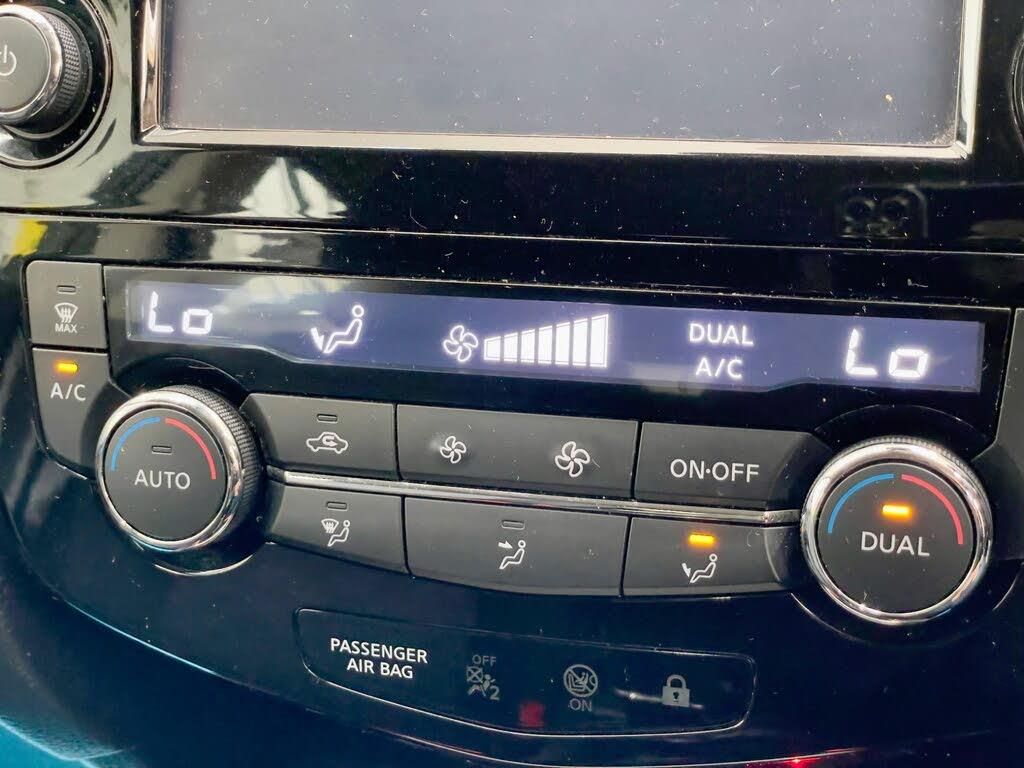 MAX
Lo
DUAL
A/C
Lo
A/C
AUTO
ON·OFF
DUAL
PASSENGER
AIR BAG
OFF
2
ON